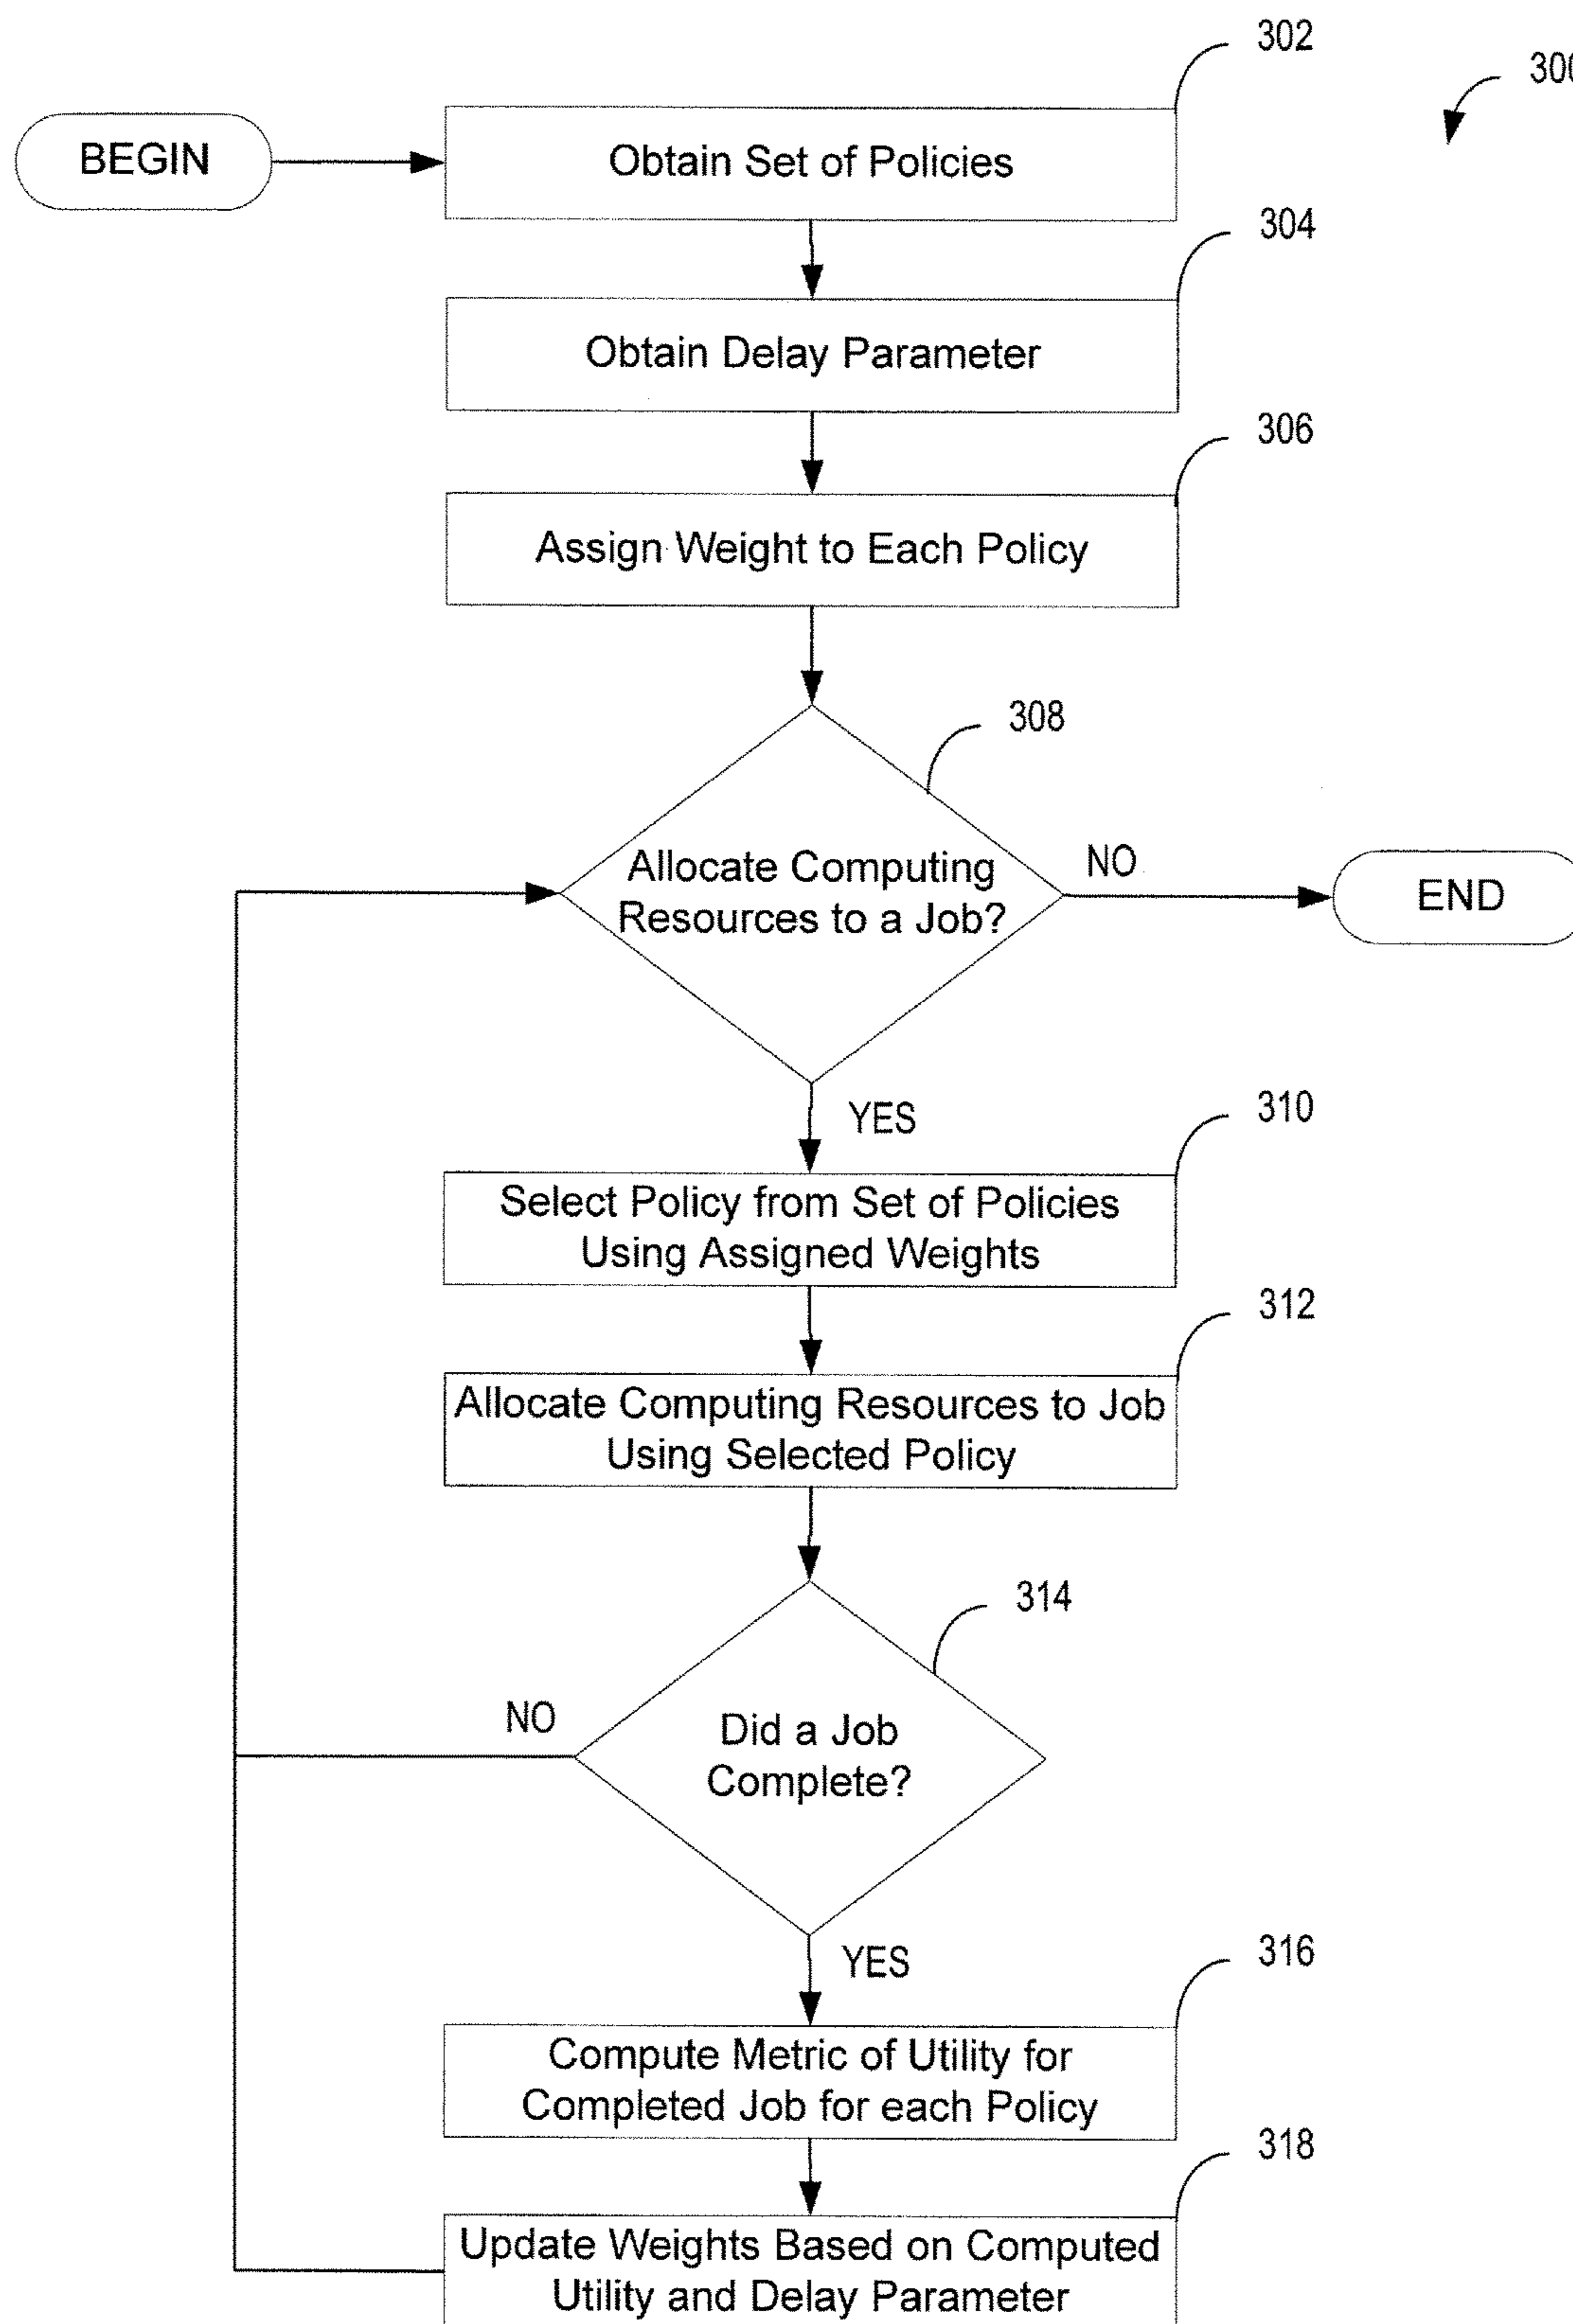 302
300
BEGIN
Obtain Set of Policies
304
Obtain Delay Parameter
306
Assign Weight to Each Policy
308
Allocate Computing
Resources to a Job?
NO
END
YES
310
Select Policy from Set of Policies
Using Assigned Weights
312
Allocate Computing Resources to Job
Using Selected Policy
314
NO
Did a Job
Complete?
YES
316
Compute Metric of Utility for
Completed Job for each Policy
318
Update Weights Based on Computed
Utility and Delay Parameter